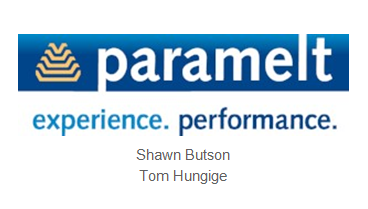 paramelt
experience. performance.
Shawn Butson
Tom Hungige